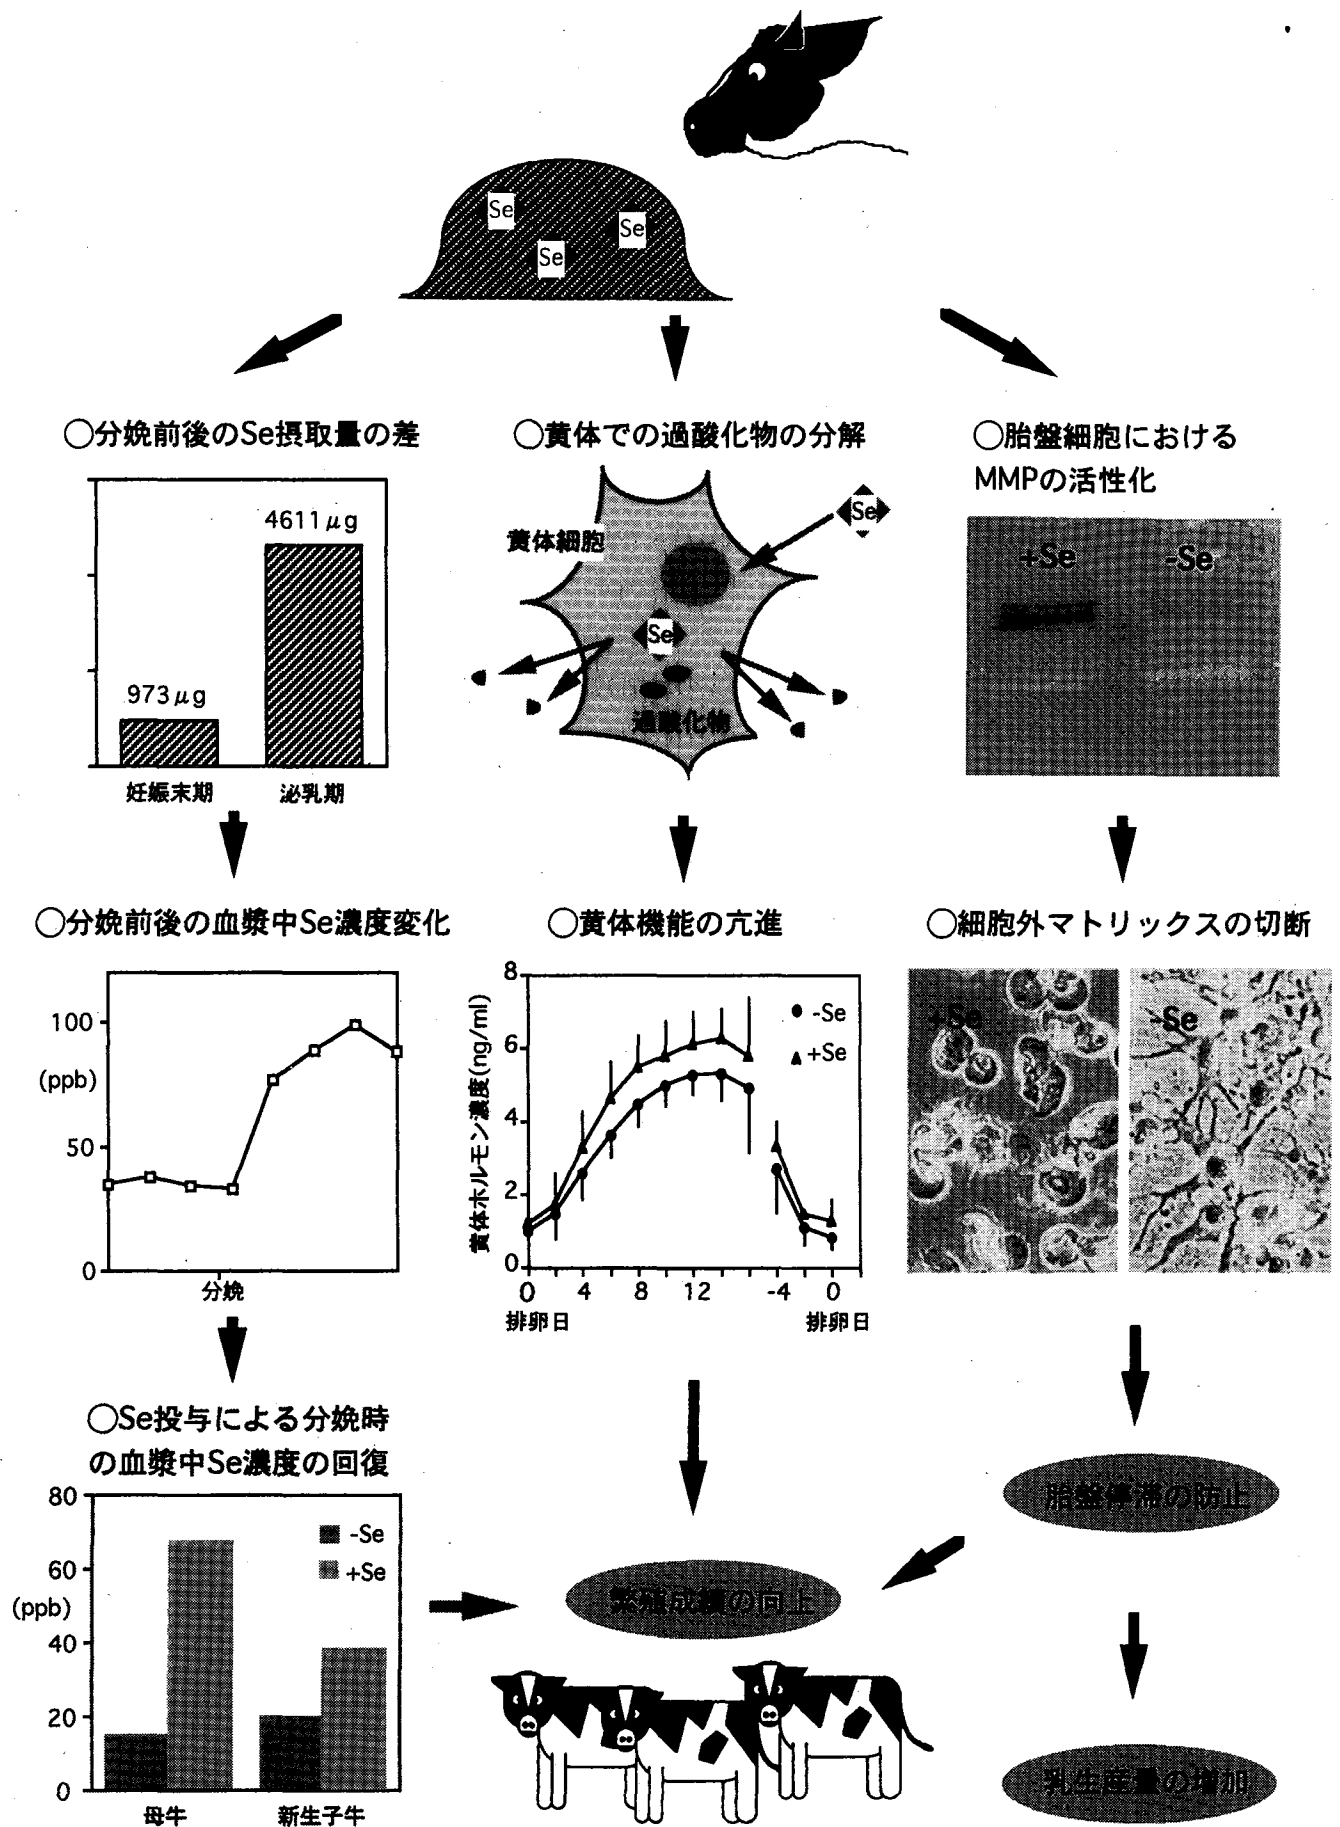 Se
Se
Se
○分娩前後のSe摂取量の差
4611μg
973μg
妊娠末期
泌乳期
○黄体での過酸化物の分解
黄体細胞
Se
Se
過酸化物
○胎盤細胞における
MMPの活性化
+Se
-Se
○分娩前後の血漿中Se濃度変化
100
(ppb)
50
0
分娩
○黄体機能の亢進
黄体ホルモン濃度(ng/ml)
8
6
4
2
0
-Se
+Se
0 4 8 12 -4 0
排卵日 排卵日
○細胞外マトリックスの切断
+Se
-Se
○Se投与による分娩時
の血漿中Se濃度の回復
80
60
(ppb)
40
20
0
-Se
+Se
母牛
新生子牛
胎盤停滞の防止
繁殖成績の向上
乳生産量の増加